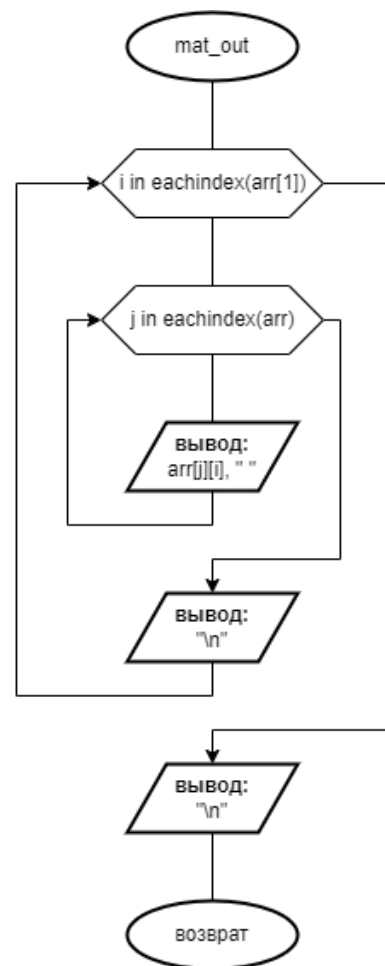 mat_out
i in eachindex(arr[1])
j in eachindex(arr)
вывод:
arr[j][i], " "
вывод:
"\n"
вывод:
"\n"
возврат